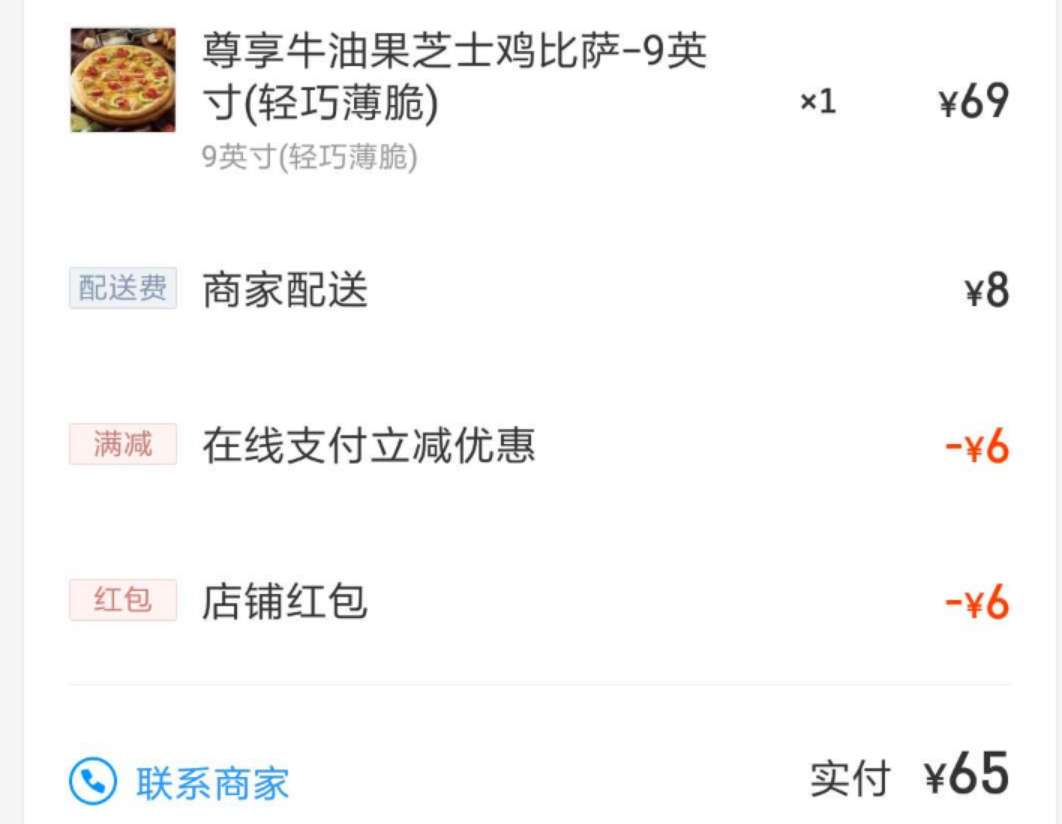 尊享牛油果芝士鸡比萨-9英
寸(轻巧薄脆)
×1 ¥69
9英寸(轻巧薄脆)
配送费 商家配送 ¥8
满减 在线支付立减优惠 -¥6
红包 店铺红包 -¥6
联系商家 实付 ¥65